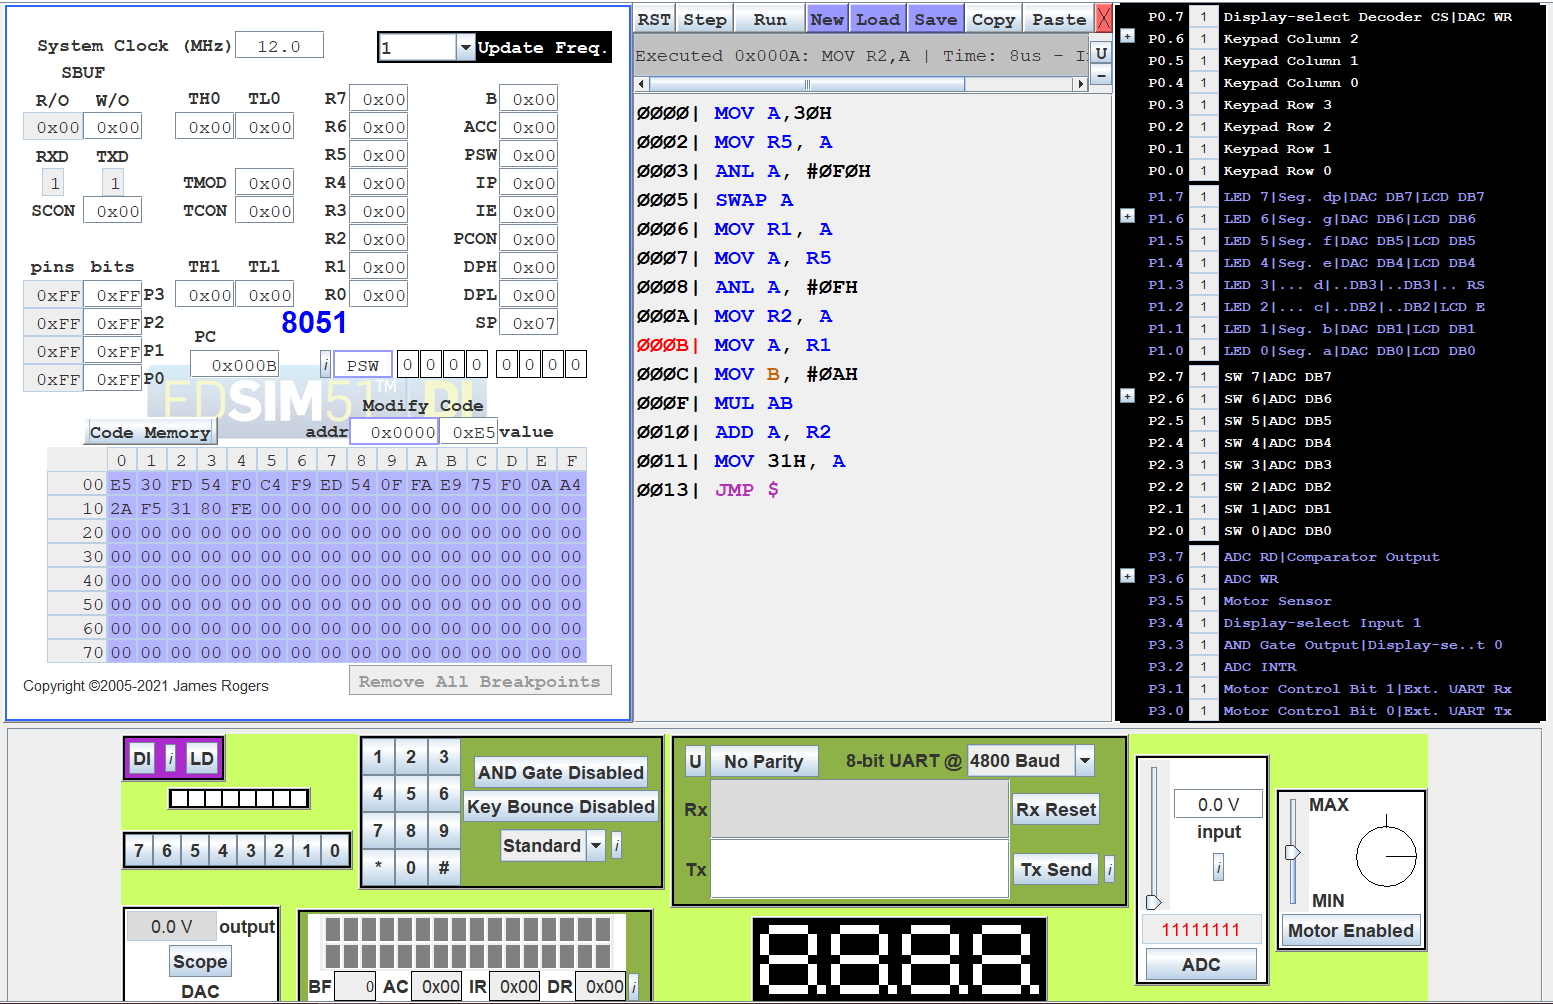 System Clock (MHz) 12.0 1 Update Freq.
SBUF
R/O W/O TH0 TL0 R7 0x00 B 0x00
0x00 0x00 0x00 0x00 R6 0x00 ACC 0x00
RXD TXD R5 0x00 PSW 0x00
1 1 TMOD 0x00 R4 0x00 IP 0x00
SCON 0x00 TCON 0x00 R3 0x00 IE 0x00
R2 0x00 PCON 0x00
pins bits TH1 TL1 R1 0x00 DPH 0x00
0xFF 0xFF P3 0x00 0x00 R0 0x00 DPL 0x00
0xFF 0xFF P2 8051 SP 0x07
0xFF 0xFF P1 PC
0xFF 0xFF P0 0x000B i PSW 0 0 0 0 0 0 0 0
EDSIM51™ DI
Modify Code
Code Memory addr 0x0000 0xE5 value
0 1 2 3 4 5 6 7 8 9 A B C D E F
00 E5 30 FD 54 F0 C4 F9 ED 54 0F FA E9 75 F0 0A A4
10 2A F5 31 80 FE 00 00 00 00 00 00 00 00 00 00 00
20 00 00 00 00 00 00 00 00 00 00 00 00 00 00 00 00
30 00 00 00 00 00 00 00 00 00 00 00 00 00 00 00 00
40 00 00 00 00 00 00 00 00 00 00 00 00 00 00 00 00
50 00 00 00 00 00 00 00 00 00 00 00 00 00 00 00 00
60 00 00 00 00 00 00 00 00 00 00 00 00 00 00 00 00
70 00 00 00 00 00 00 00 00 00 00 00 00 00 00 00 00
Copyright ©2005-2021 James Rogers Remove All Breakpoints
RST Step Run New Load Save Copy Paste X
Executed 0x000A: MOV R2,A | Time: 8us - I U
-
0000| MOV A,30H
0002| MOV R5, A
0003| ANL A, #0F0H
0005| SWAP A
0006| MOV R1, A
0007| MOV A, R5
0008| ANL A, #0FH
000A| MOV R2, A
000B| MOV A, R1
000C| MOV B, #0AH
000F| MUL AB
0010| ADD A, R2
0011| MOV 31H, A
0013| JMP $
P0.7 1 Display-select Decoder CS|DAC WR
+ P0.6 1 Keypad Column 2
P0.5 1 Keypad Column 1
P0.4 1 Keypad Column 0
P0.3 1 Keypad Row 3
P0.2 1 Keypad Row 2
P0.1 1 Keypad Row 1
P0.0 1 Keypad Row 0
P1.7 1 LED 7|Seg. dp|DAC DB7|LCD DB7
+ P1.6 1 LED 6|Seg. g|DAC DB6|LCD DB6
P1.5 1 LED 5|Seg. f|DAC DB5|LCD DB5
P1.4 1 LED 4|Seg. e|DAC DB4|LCD DB4
P1.3 1 LED 3|... d|..DB3|..DB3|.. RS
P1.2 1 LED 2|... c|..DB2|..DB2|LCD E
P1.1 1 LED 1|Seg. b|DAC DB1|LCD DB1
P1.0 1 LED 0|Seg. a|DAC DB0|LCD DB0
P2.7 1 SW 7|ADC DB7
+ P2.6 1 SW 6|ADC DB6
P2.5 1 SW 5|ADC DB5
P2.4 1 SW 4|ADC DB4
P2.3 1 SW 3|ADC DB3
P2.2 1 SW 2|ADC DB2
P2.1 1 SW 1|ADC DB1
P2.0 1 SW 0|ADC DB0
P3.7 1 ADC RD|Comparator Output
+ P3.6 1 ADC WR
P3.5 1 Motor Sensor
P3.4 1 Display-select Input 1
P3.3 1 AND Gate Output|Display-se..t 0
P3.2 1 ADC INTR
P3.1 1 Motor Control Bit 1|Ext. UART Rx
P3.0 1 Motor Control Bit 0|Ext. UART Tx
DI i LD
7 6 5 4 3 2 1 0
1 2 3 AND Gate Disabled
4 5 6 Key Bounce Disabled
7 8 9 Standard i
* 0 #
U No Parity 8-bit UART @ 4800 Baud
Rx Rx Reset
Tx Tx Send i
0.0 V
input
i
11111111
ADC
MAX
MIN
Motor Enabled
0.0 V output
Scope
DAC
BF 0 AC 0x00 IR 0x00 DR 0x00 i
8.8.8.8.